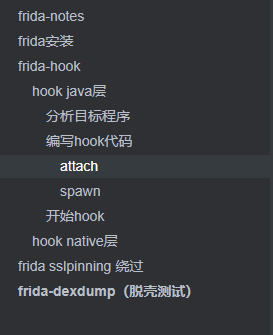 frida-notes
frida安装
frida-hook
hook java层
分析目标程序
编写hook代码
attach
spawn
开始hook
hook native层
frida sslpinning 绕过
frida-dexdump（脱壳测试）